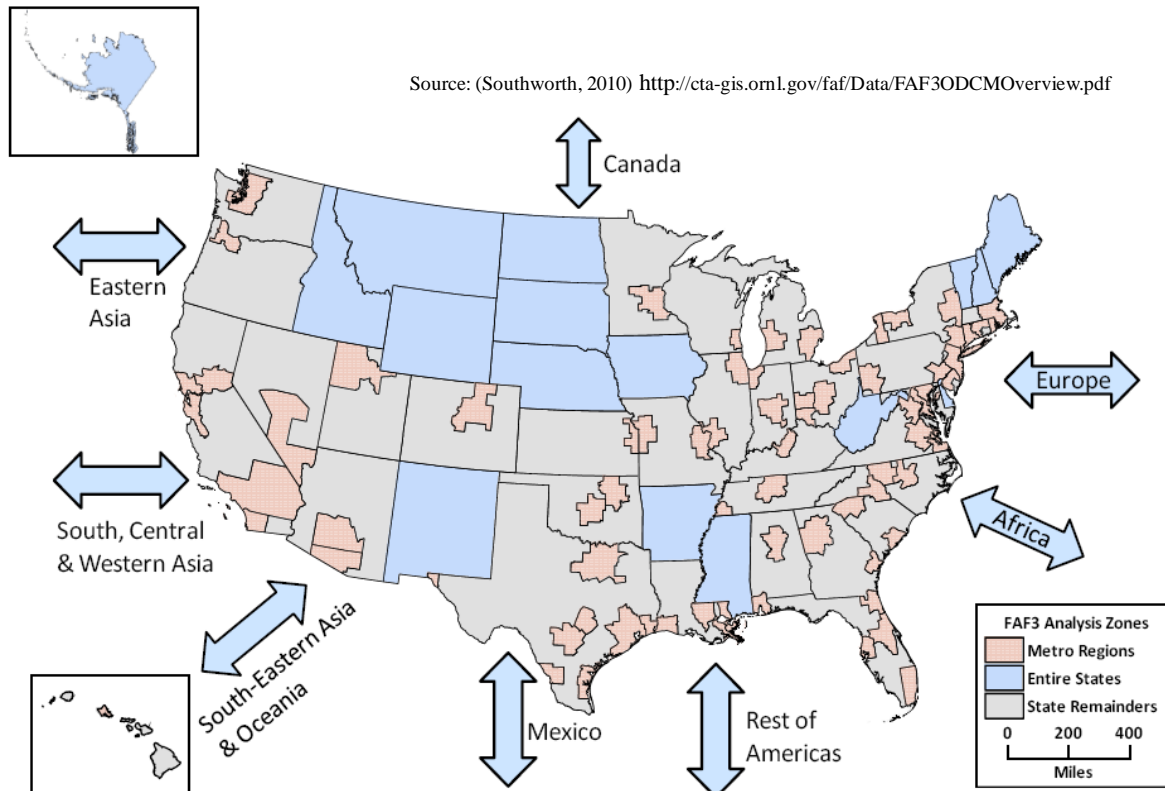 Source: (Southworth, 2010) http://cta-gis.ornl.gov/faf/Data/FAF3ODCMOverview.pdf
Canada
Eastern
Asia
Europe
South, Central
& Western Asia
Africa
South-Eastern Asia
& Oceania
Mexico
Rest of
Americas
FAF3 Analysis Zones
Metro Regions
Entire States
State Remainders
0 200 400
Miles